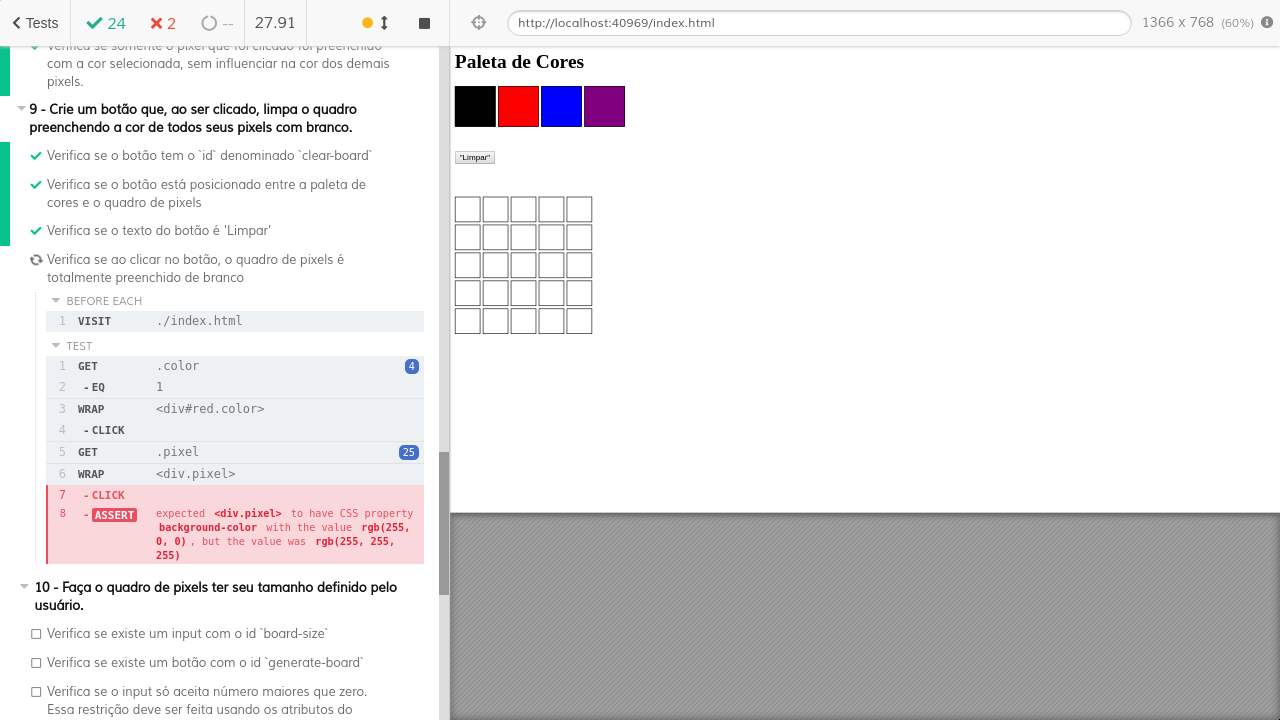 Tests 24 2 -- 27.91 http://localhost:40969/index.html 1366 x 768 (60%)
Verifica se somente o pixel que foi clicado foi preenchido
com a cor selecionada, sem influenciar na cor dos demais
pixels.
9 - Crie um botão que, ao ser clicado, limpa o quadro
preenchendo a cor de todos seus pixels com branco.
Verifica se o botão tem o `id` denominado `clear-board`
Verifica se o botão está posicionado entre a paleta de
cores e o quadro de pixels
Verifica se o texto do botão é 'Limpar'
Verifica se ao clicar no botão, o quadro de pixels é
totalmente preenchido de branco
BEFORE EACH
1 VISIT ./index.html
TEST
1 GET .color 4
2 - EQ 1
3 WRAP <div#red.color>
4 - CLICK
5 GET .pixel 25
6 WRAP <div.pixel>
7 - CLICK
8 - ASSERT expected <div.pixel> to have CSS property
background-color with the value rgb(255,
0, 0) , but the value was rgb(255, 255,
255)
10 - Faça o quadro de pixels ter seu tamanho definido pelo
usuário.
Verifica se existe um input com o id `board-size`
Verifica se existe um botão com o id `generate-board`
Verifica se o input só aceita número maiores que zero.
Essa restrição deve ser feita usando os atributos do
Paleta de Cores
"Limpar"